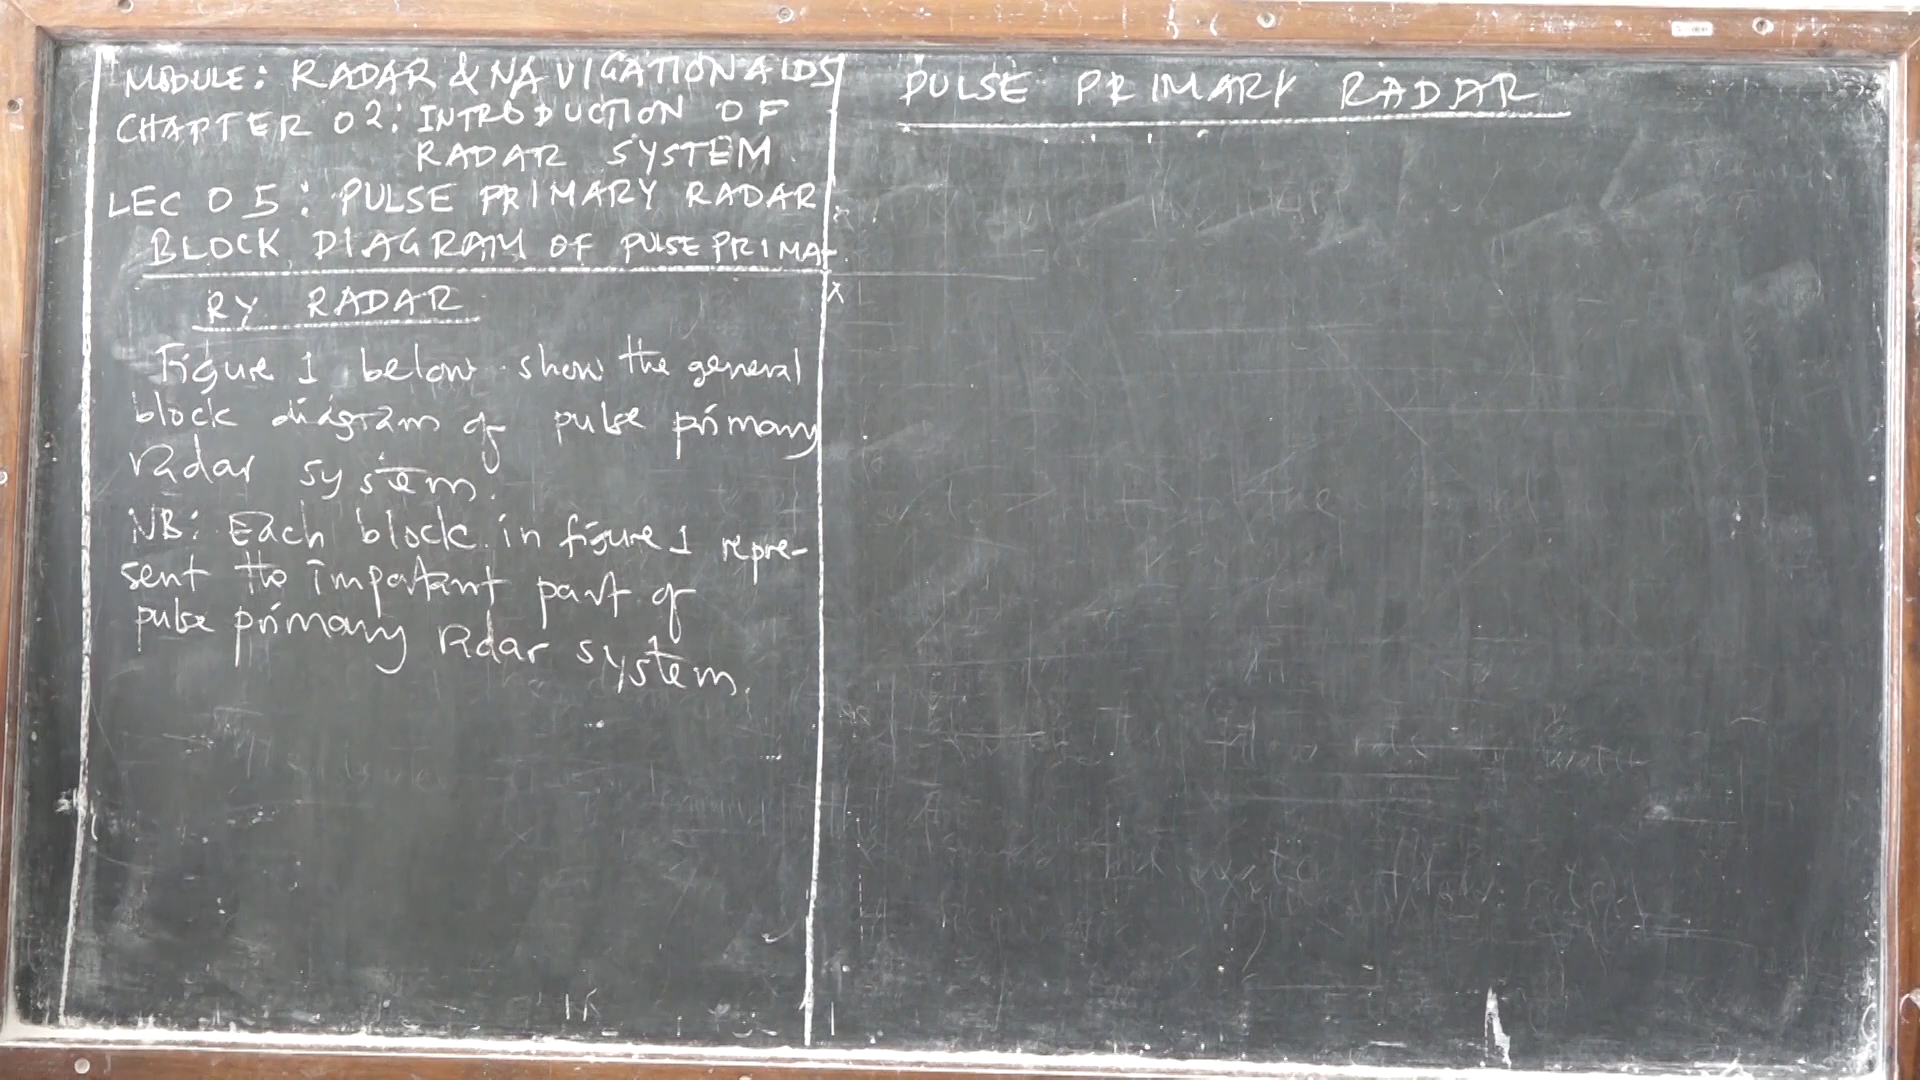 MODULE: RADAR & NAVIGATION AIDS
CHAPTER 02: INTRODUCTION OF
RADAR SYSTEM
LEC 05: PULSE PRIMARY RADAR
BLOCK DIAGRAM OF PULSE PRIMA-
RY RADAR
Figure 1 below show the general
block diagram of pulse primary
radar system.
NB: Each block in figure 1 repre-
sent the important part of
pulse primary radar system.
PULSE PRIMARY RADAR